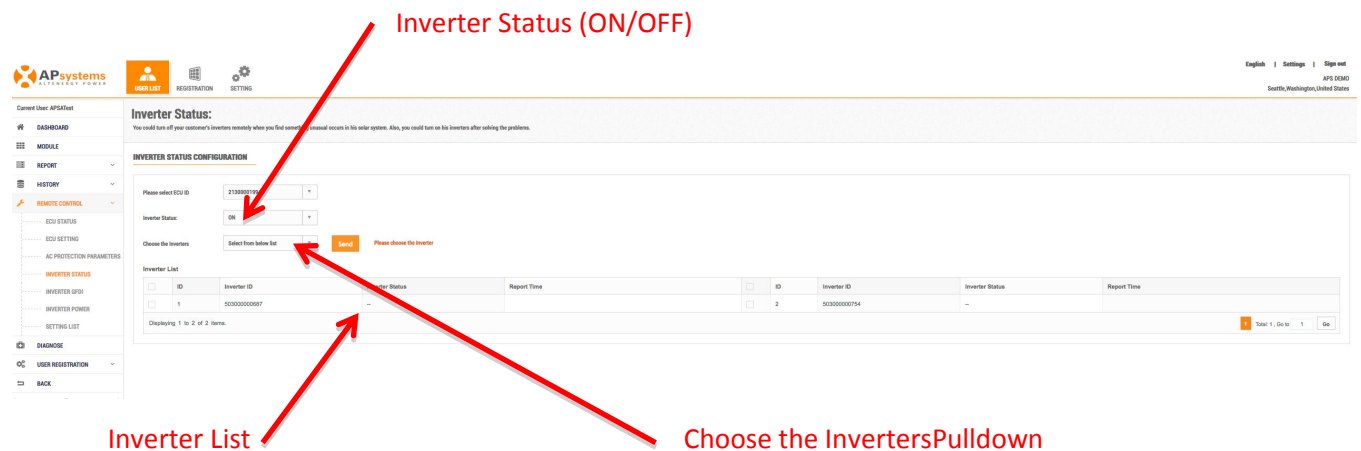 Inverter Status (ON/OFF)
APsystems
ALTENERGY POWER
USER LIST REGISTRATION SETTING
English | Settings | Sign out
APS DEMO
Seattle,Washington,United States
Current User: APSATest
DASHBOARD
MODULE
REPORT
HISTORY
REMOTE CONTROL
ECU STATUS
ECU SETTING
AC PROTECTION PARAMETERS
INVERTER STATUS
INVERTER GFDI
INVERTER POWER
SETTING LIST
DIAGNOSE
USER REGISTRATION
BACK
Inverter Status:
You could turn off your customer's inverters remotely when you find something unusual occurs in his solar system. Also, you could turn on his inverters after solving the problems.
INVERTER STATUS CONFIGURATION
Please select ECU ID
Inverter Status: ON
Choose the Inverters Select from below list Send Please choose the Inverter
Inverter List
ID Inverter ID Inverter Status Report Time ID Inverter ID Inverter Status Report Time
1 503000000687 -- 2 503000000754 --
Displaying 1 to 2 of 2 items. 1 Total: 1 , Go to 1 Go
Inverter List
Choose the InvertersPulldown